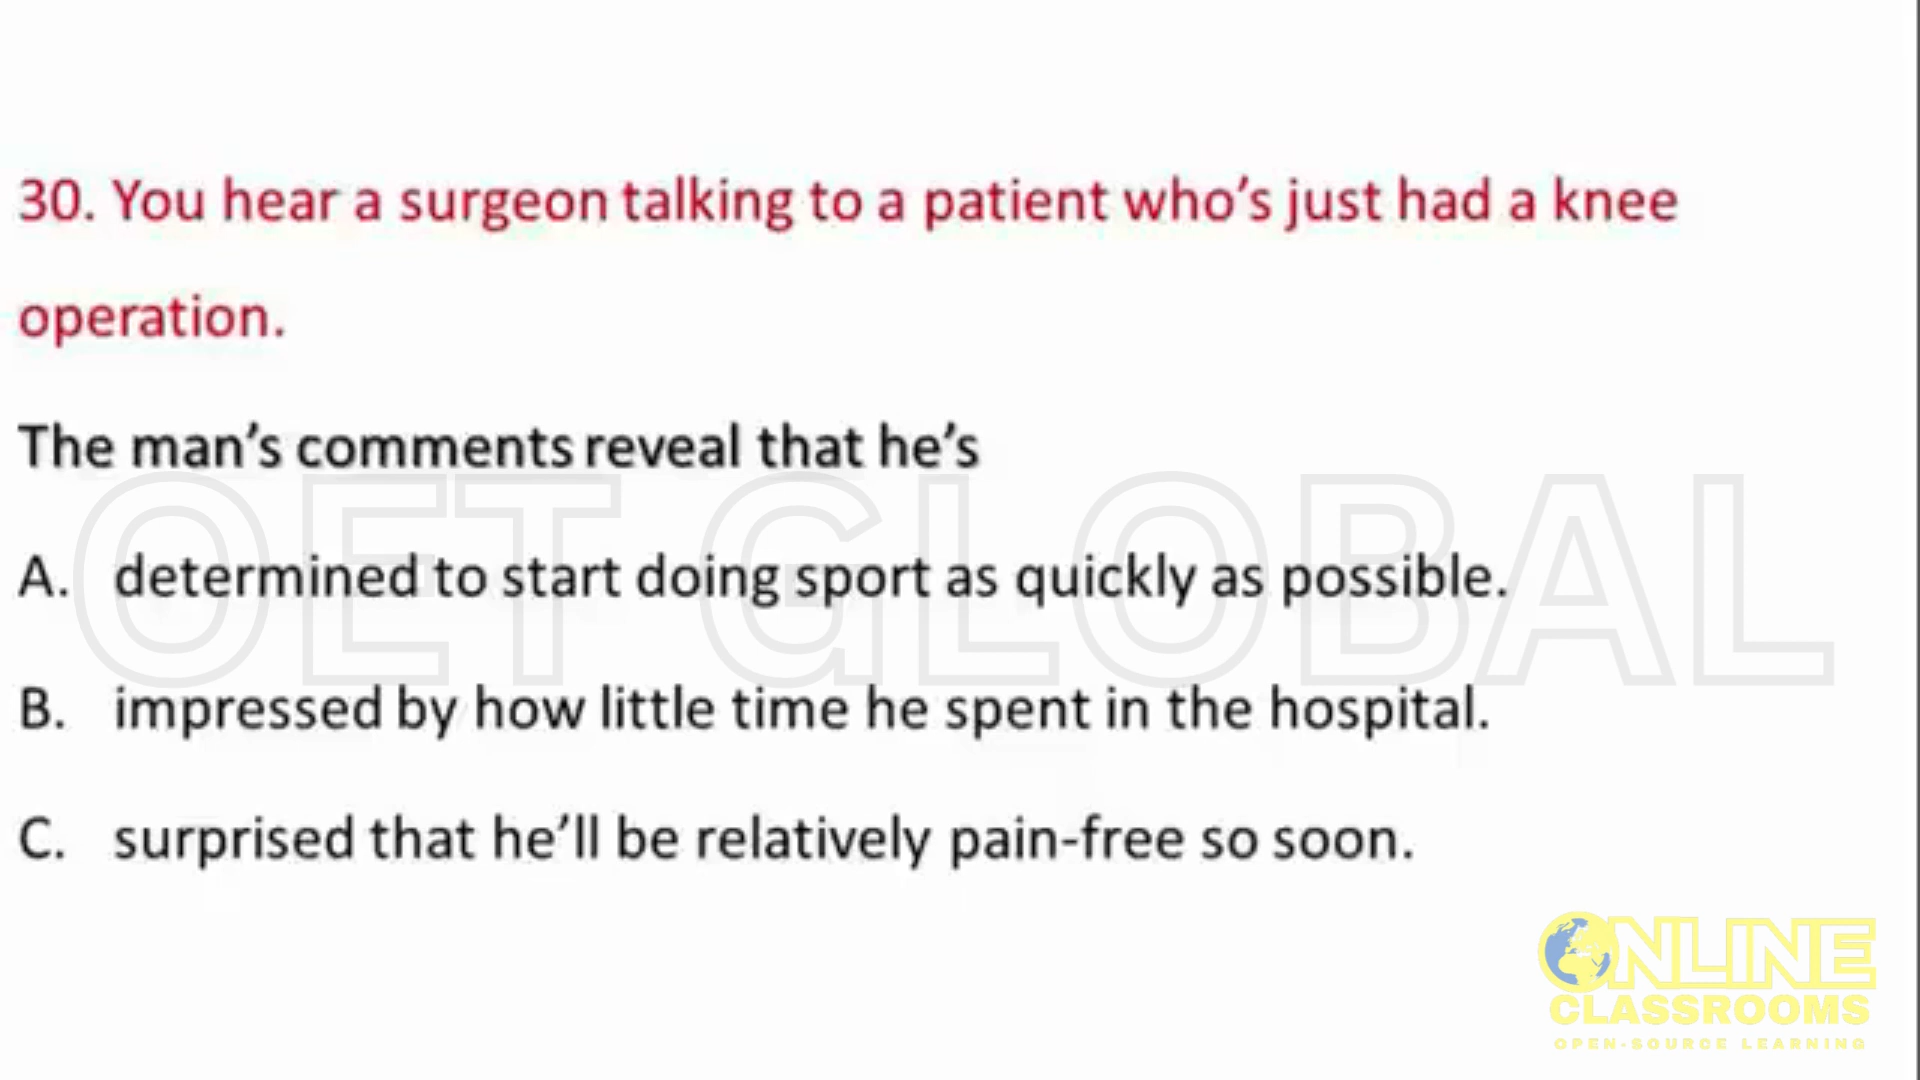 30. You hear a surgeon talking to a patient who's just had a knee
operation.
The man's comments reveal that he's
OET GLOBAL
A. determined to start doing sport as quickly as possible.
B. impressed by how little time he spent in the hospital.
C. surprised that he'll be relatively pain-free so soon.
ONLINE
CLASSROOMS
OPEN-SOURCE LEARNING